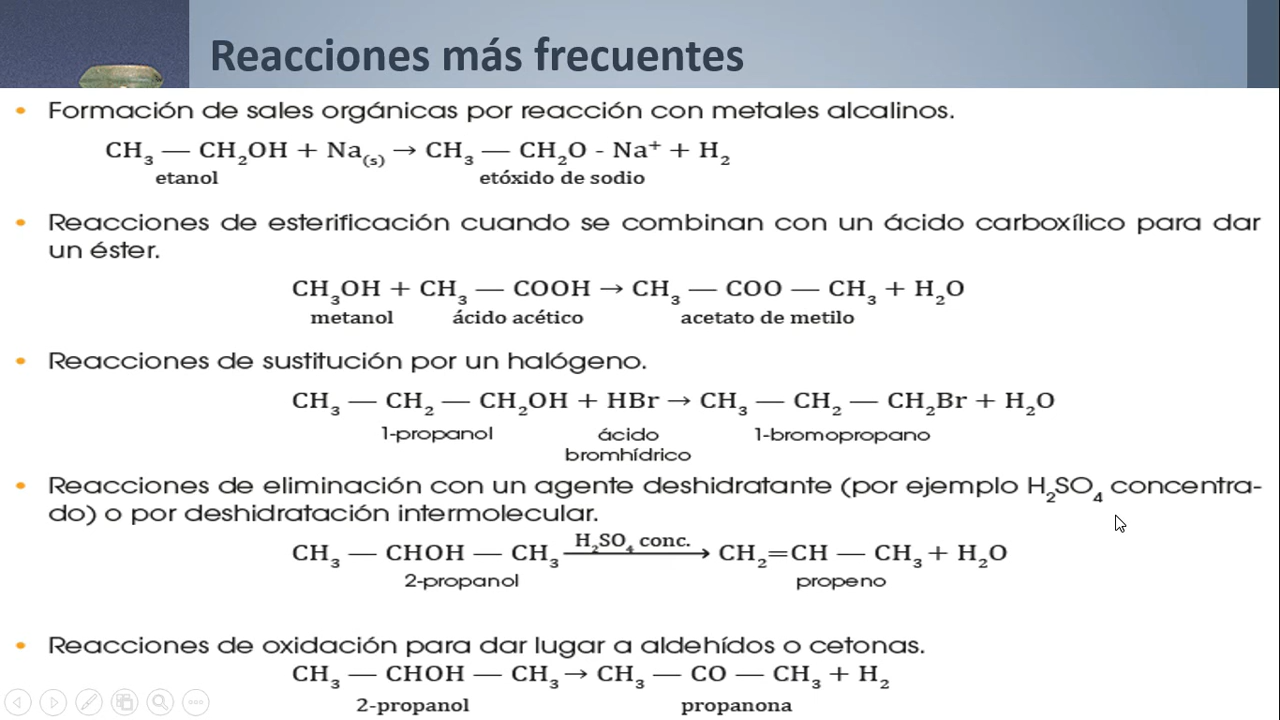 Reacciones más frecuentes
• Formación de sales orgánicas por reacción con metales alcalinos.
CH₃ — CH₂OH + Na₍s₎ → CH₃ — CH₂O - Na⁺ + H₂
etanol etóxido de sodio
• Reacciones de esterificación cuando se combinan con un ácido carboxílico para dar
un éster.
CH₃OH + CH₃ — COOH → CH₃ — COO — CH₃ + H₂O
metanol ácido acético acetato de metilo
• Reacciones de sustitución por un halógeno.
CH₃ — CH₂ — CH₂OH + HBr → CH₃ — CH₂ — CH₂Br + H₂O
1-propanol ácido 1-bromopropano
bromhídrico
• Reacciones de eliminación con un agente deshidratante (por ejemplo H₂SO₄ concentra-
do) o por deshidratación intermolecular.
H₂SO₄ conc.
CH₃ — CHOH — CH₃ → CH₂=CH — CH₃ + H₂O
2-propanol propeno
• Reacciones de oxidación para dar lugar a aldehídos o cetonas.
CH₃ — CHOH — CH₃ → CH₃ — CO — CH₃ + H₂
2-propanol propanona